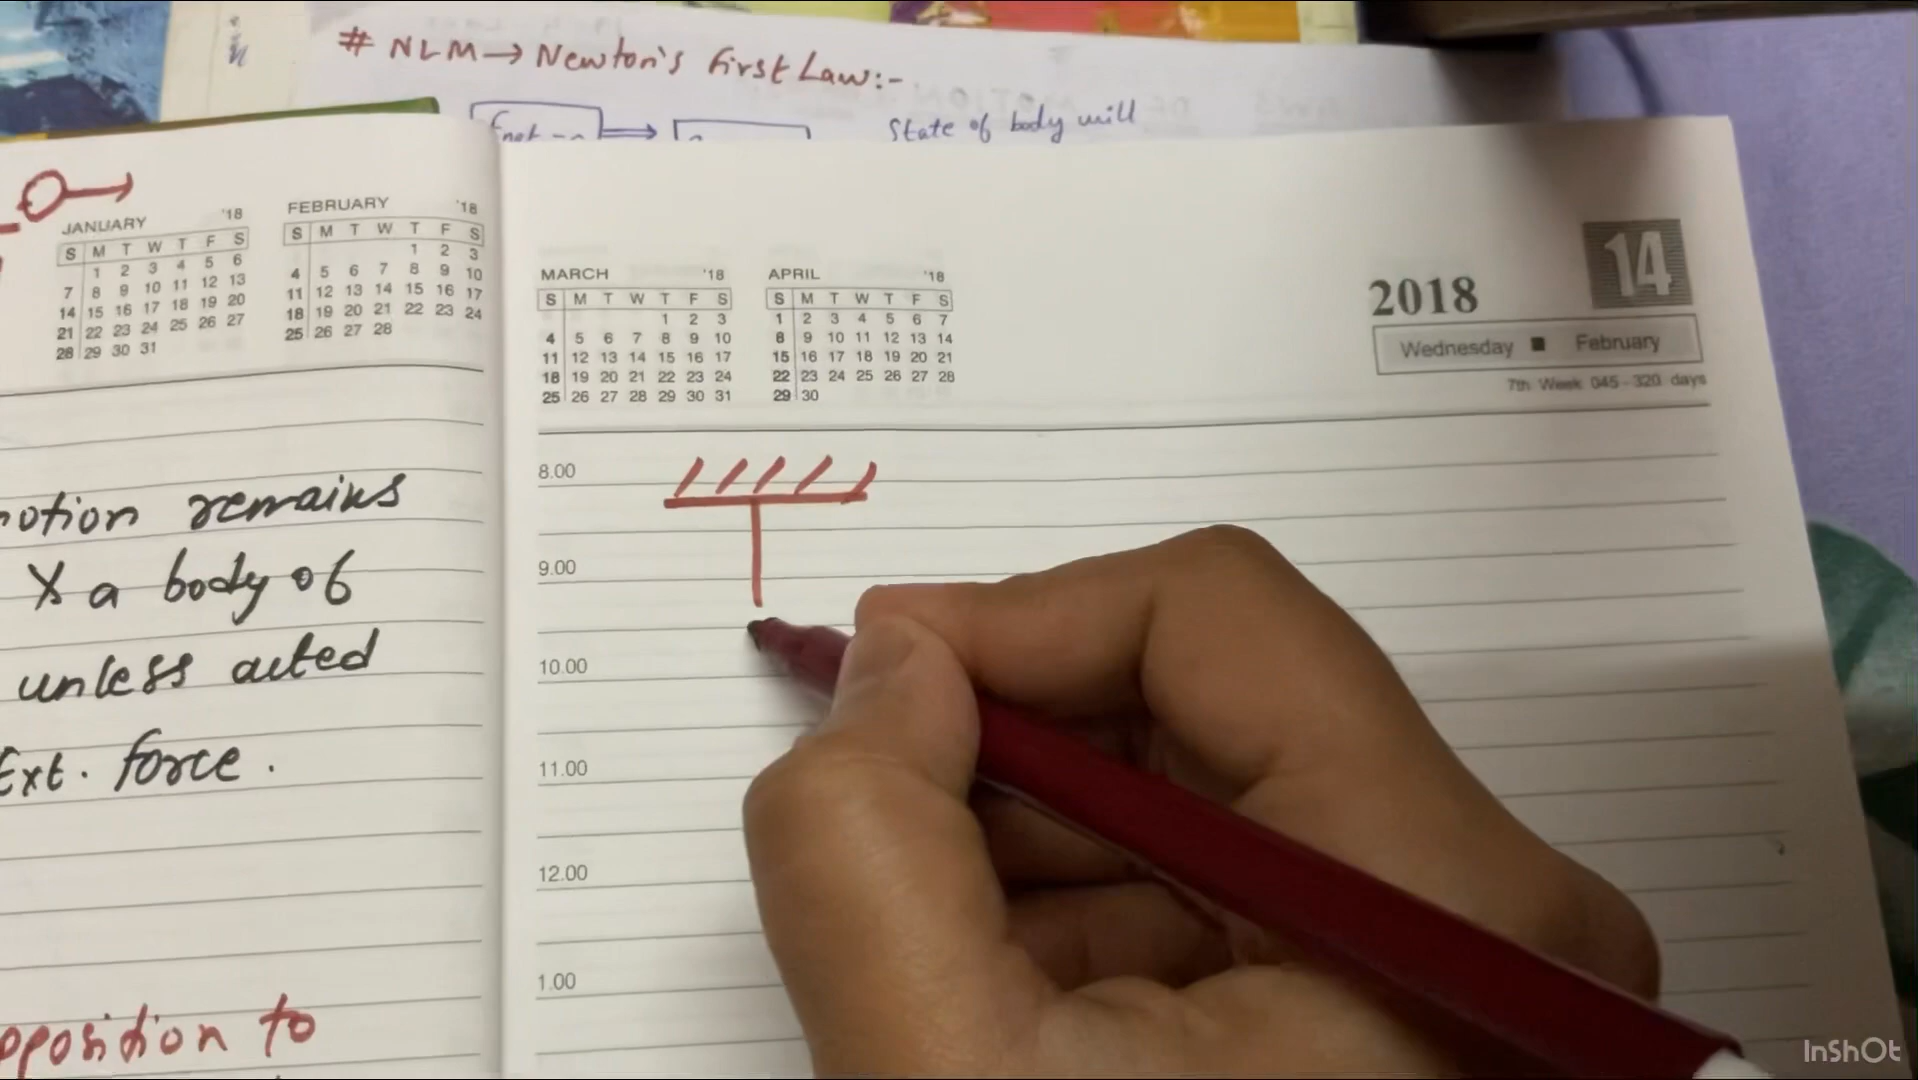 # NLM → Newton's First Law:-
State of body will
JANUARY '18
S M T W T F S
1 2 3 4 5 6
7 8 9 10 11 12 13
14 15 16 17 18 19 20
21 22 23 24 25 26 27
28 29 30 31
FEBRUARY '18
S M T W T F S
1 2 3
4 5 6 7 8 9 10
11 12 13 14 15 16 17
18 19 20 21 22 23 24
25 26 27 28
remains
X a body of
unless acted
Ext. force.
to
MARCH '18
S M T W T F S
1 2 3
4 5 6 7 8 9 10
11 12 13 14 15 16 17
18 19 20 21 22 23 24
25 26 27 28 29 30 31
APRIL '18
S M T W T F S
1 2 3 4 5 6 7
8 9 10 11 12 13 14
15 16 17 18 19 20 21
22 23 24 25 26 27 28
29 30
2018
14
Wednesday ■ February
7th Week 045 - 320 days
8.00
9.00
10.00
11.00
12.00
1.00
InShOt